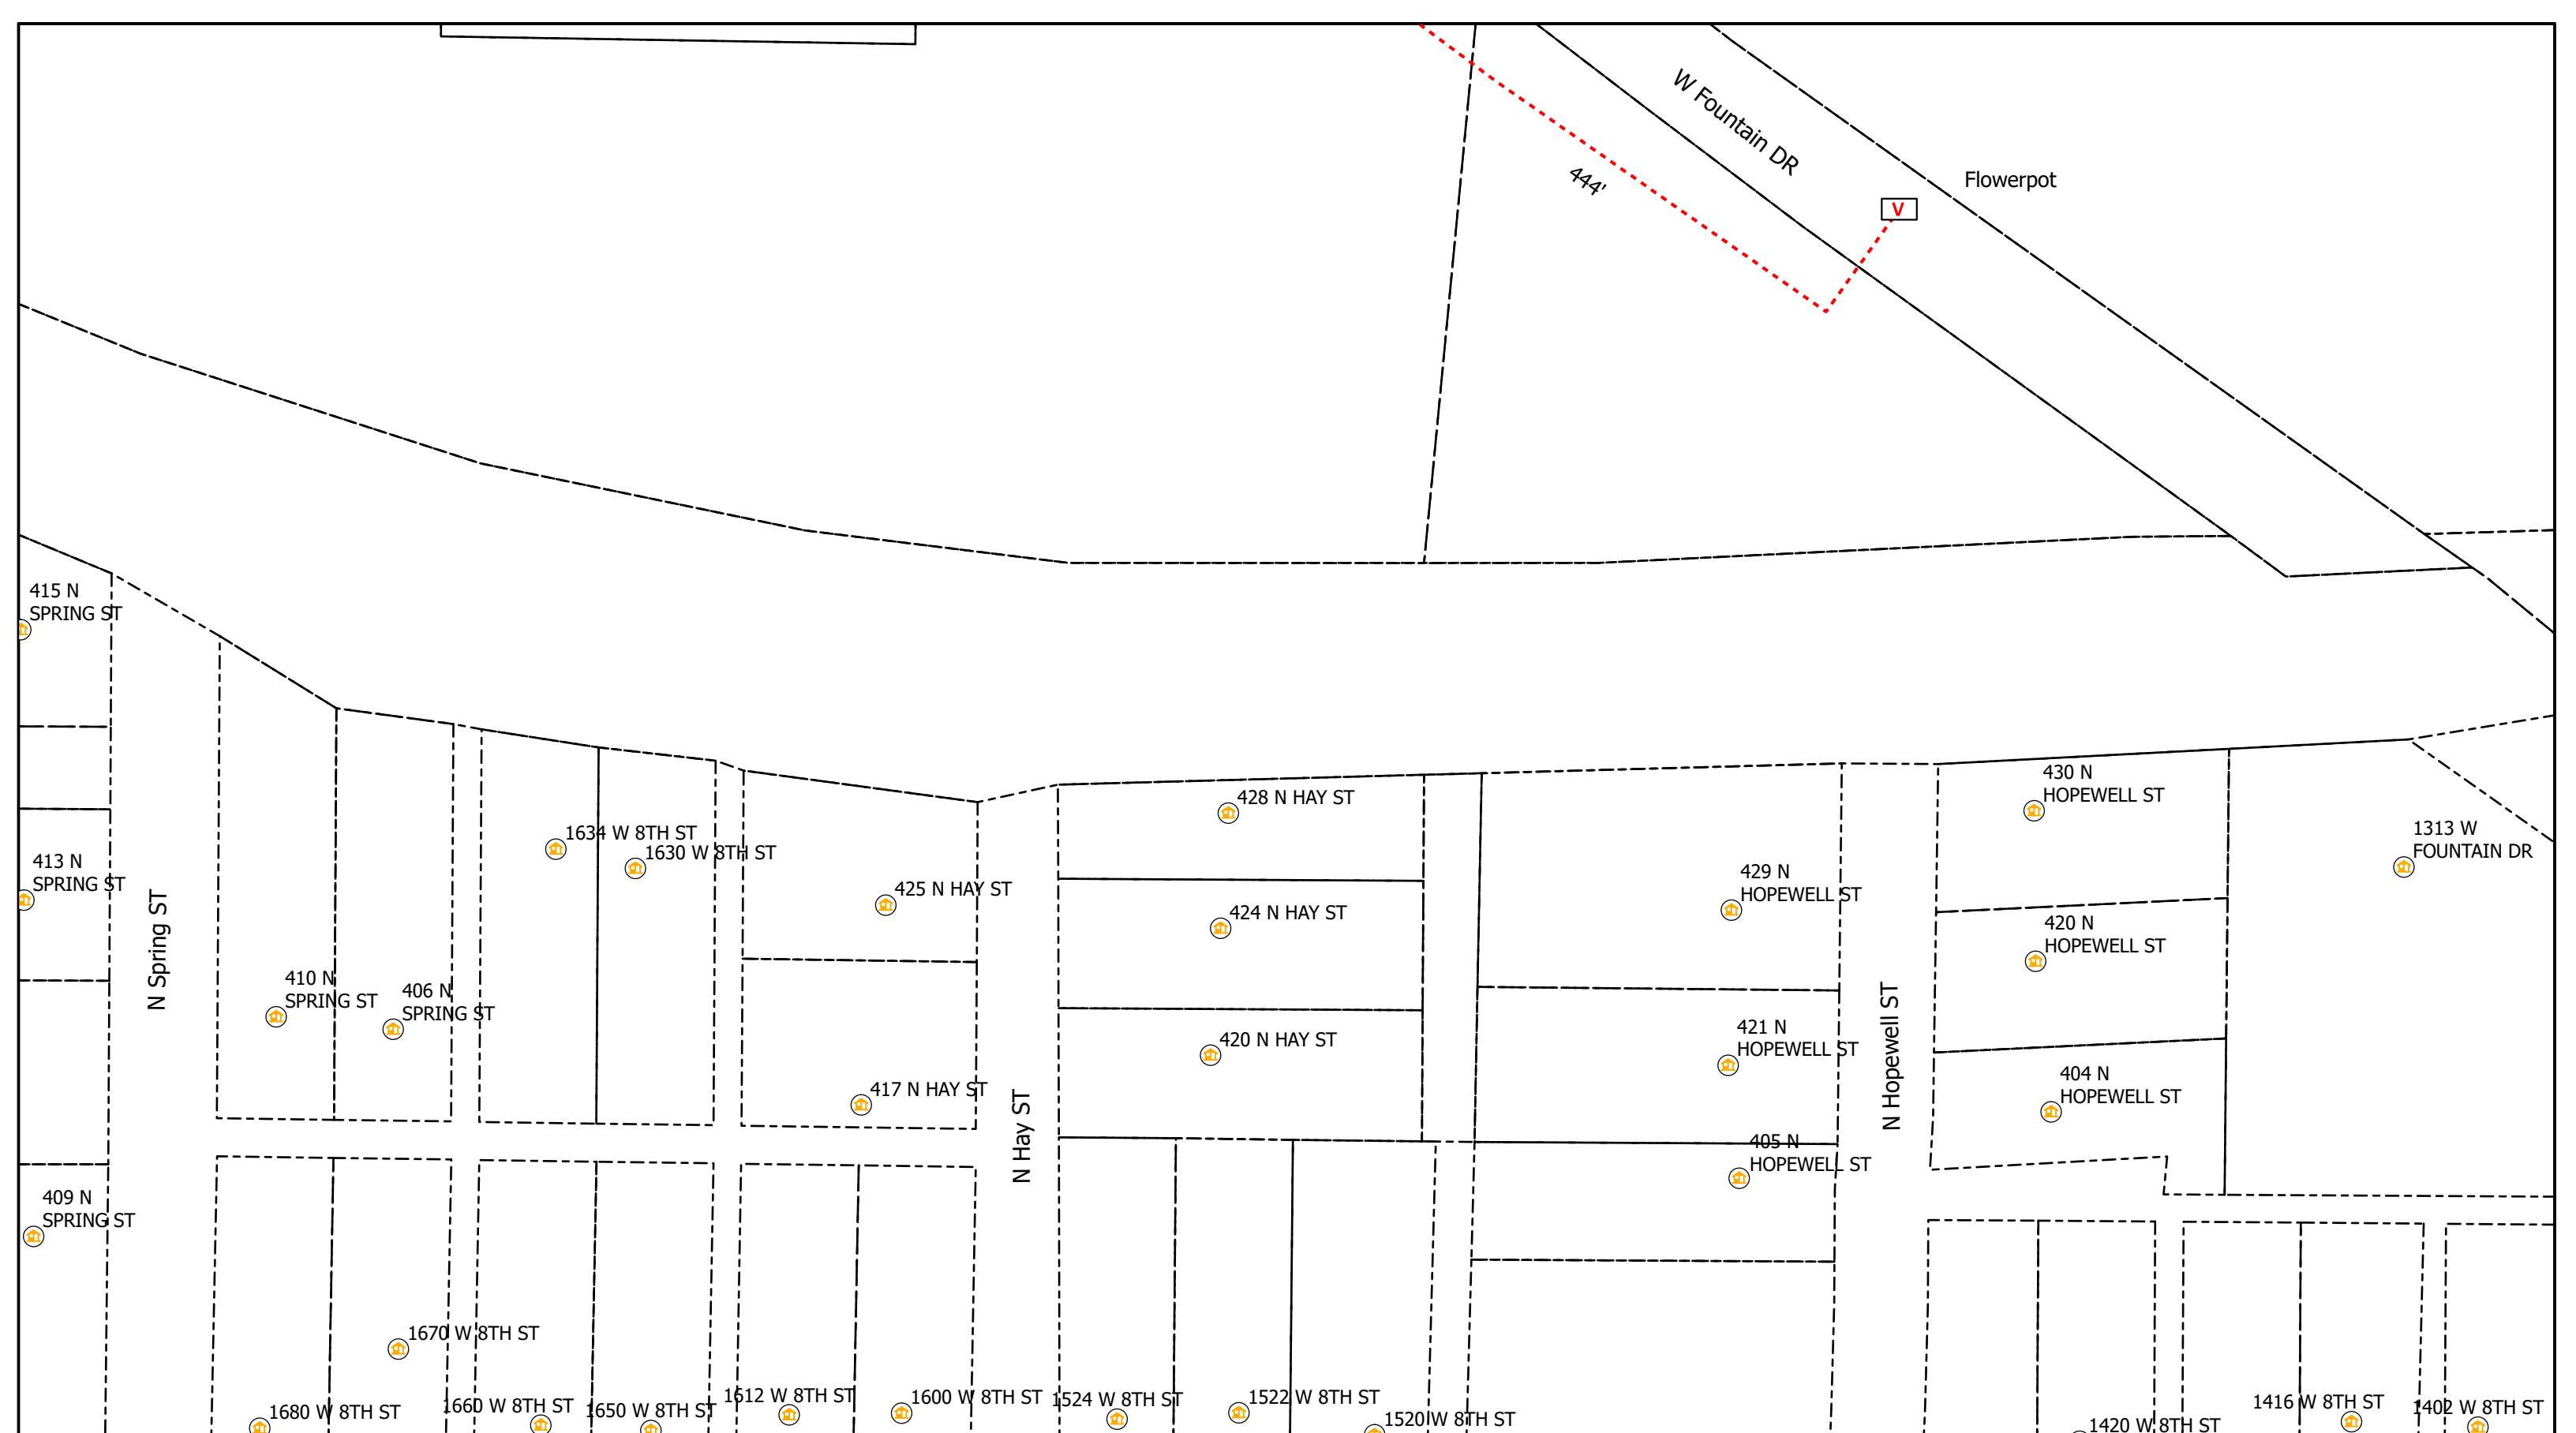 W Fountain DR
444'
Flowerpot
V
415 N
SPRING ST
430 N
HOPEWELL ST
428 N HAY ST
1634 W 8TH ST
1630 W 8TH ST
1313 W
FOUNTAIN DR
413 N
SPRING ST
425 N HAY ST
429 N
HOPEWELL ST
424 N HAY ST
420 N
HOPEWELL ST
N Spring ST
410 N
SPRING ST
406 N
SPRING ST
420 N HAY ST
421 N
HOPEWELL ST
N Hopewell ST
404 N
HOPEWELL ST
417 N HAY ST
N Hay ST
405 N
HOPEWELL ST
409 N
SPRING ST
1670 W 8TH ST
1680 W 8TH ST
1660 W 8TH ST
1650 W 8TH ST
1612 W 8TH ST
1600 W 8TH ST
1524 W 8TH ST
1522 W 8TH ST
1520 W 8TH ST
1420 W 8TH ST
1416 W 8TH ST
1402 W 8TH ST